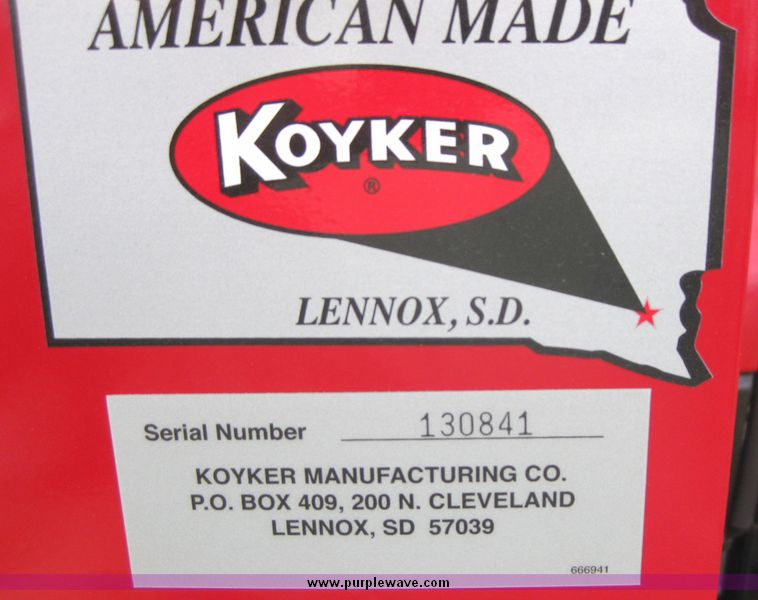 AMERICAN MADE
KOYKER
®
LENNOX, S.D.
Serial Number 130841
KOYKER MANUFACTURING CO.
P.O. BOX 409, 200 N. CLEVELAND
LENNOX, SD 57039
666941
www.purplewave.com